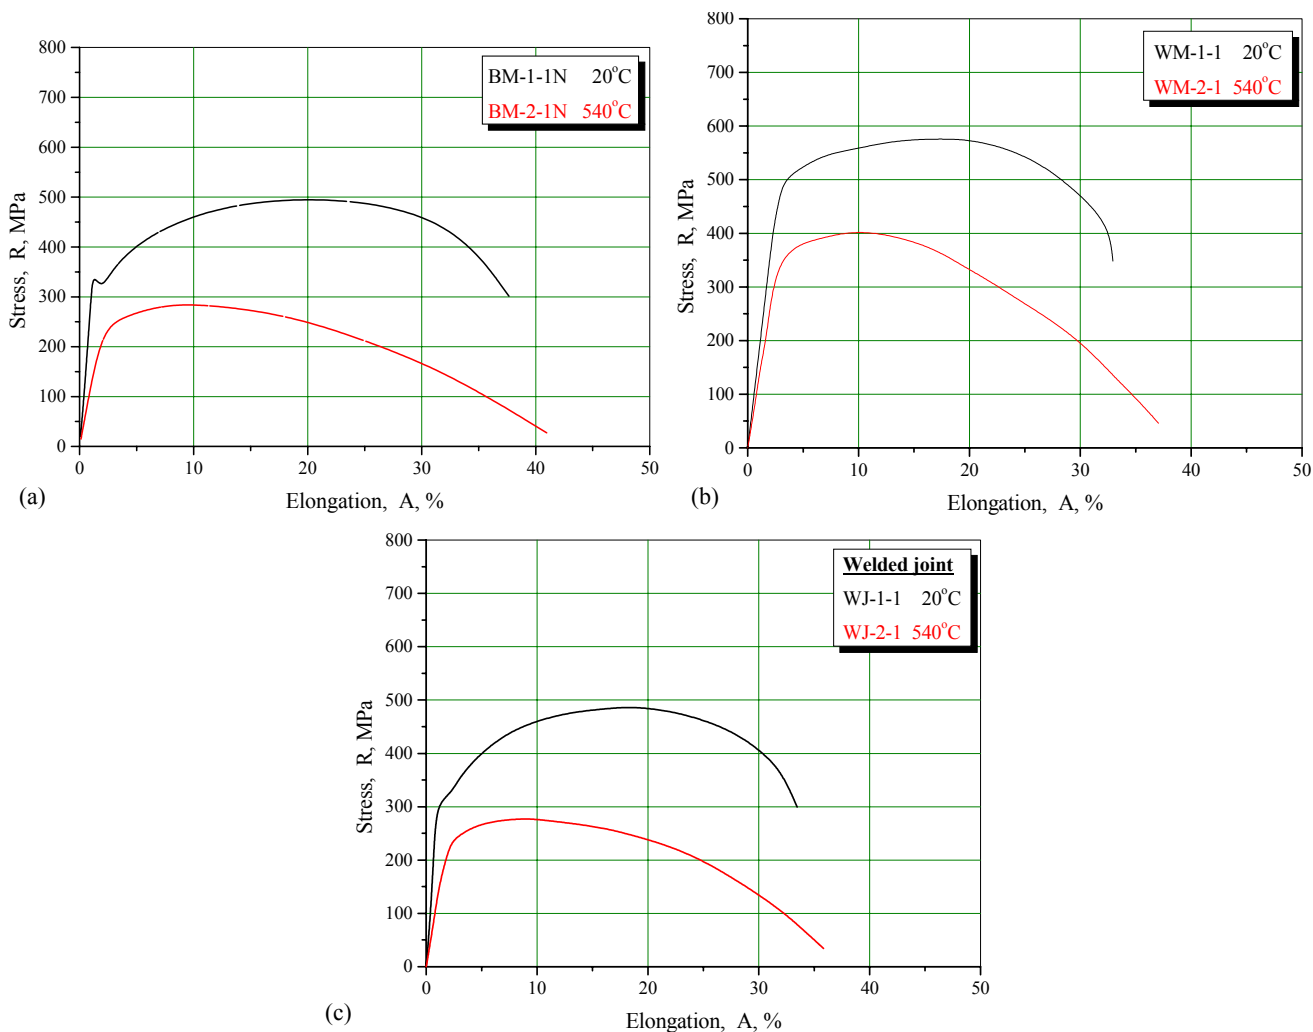 800
700
600
500
400
300
200
100
0
Stress, R, MPa
BM-1-1N 20°C
BM-2-1N 540°C
0 10 20 30 40 50
Elongation, A, %
(a)
800
700
600
500
400
300
200
100
0
Stress, R, MPa
WM-1-1 20°C
WM-2-1 540°C
0 10 20 30 40 50
Elongation, A, %
(b)
800
700
600
500
400
300
200
100
0
Stress, R, MPa
Welded joint
WJ-1-1 20°C
WJ-2-1 540°C
0 10 20 30 40 50
Elongation, A, %
(c)